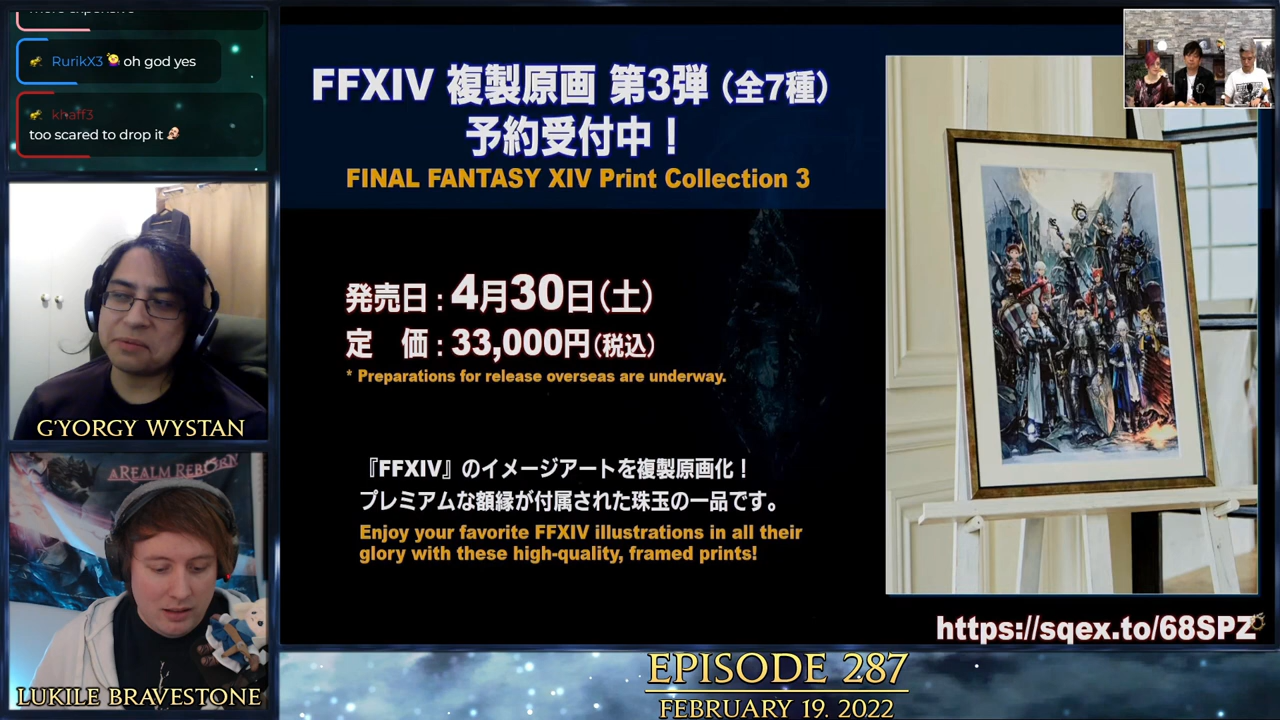 more expensive
RurikX3 oh god yes
khaff3
too scared to drop it
G'YORGY WYSTAN
A REALM REBORN
LUKILE BRAVESTONE
FFXIV 複製原画 第3弾（全7種）
予約受付中！
FINAL FANTASY XIV Print Collection 3
発売日：4月30日（土）
定　価：33,000円（税込）
* Preparations for release overseas are underway.
『FFXIV』のイメージアートを複製原画化！
プレミアムな額縁が付属された珠玉の一品です。
Enjoy your favorite FFXIV illustrations in all their
glory with these high-quality, framed prints!
https://sqex.to/68SPZ
EPISODE 287
FEBRUARY 19, 2022